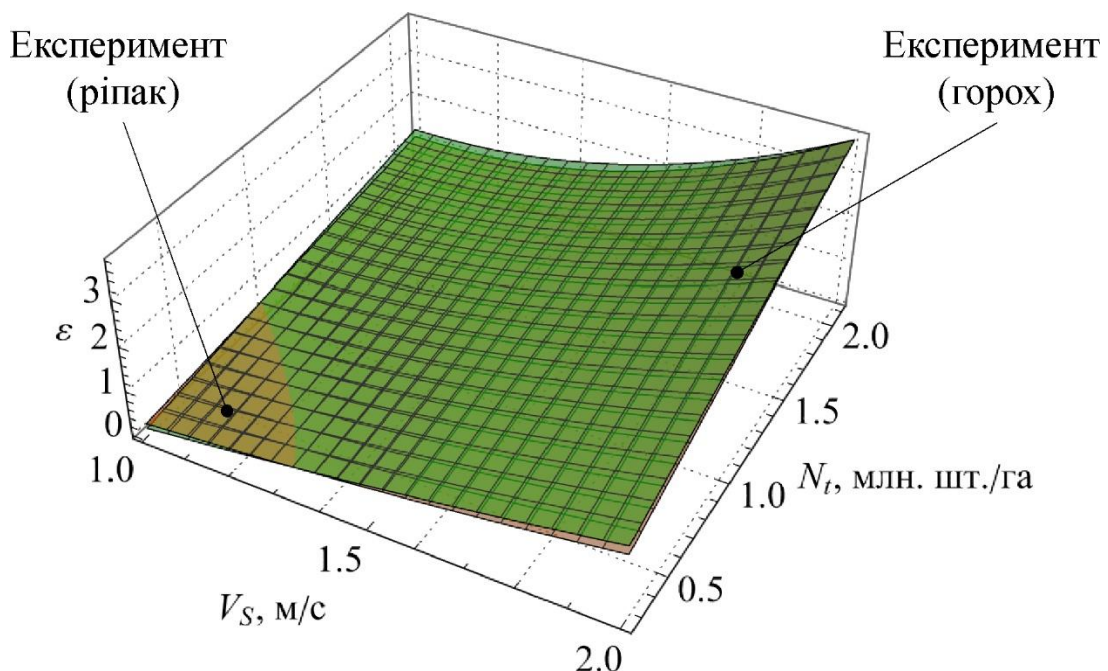 Експеримент
(ріпак)
Експеримент
(горох)
3
2
ε
1
0
1.0
1.5
V_S, м/с
2.0
0.5
1.0
N_t, млн. шт./га
1.5
2.0